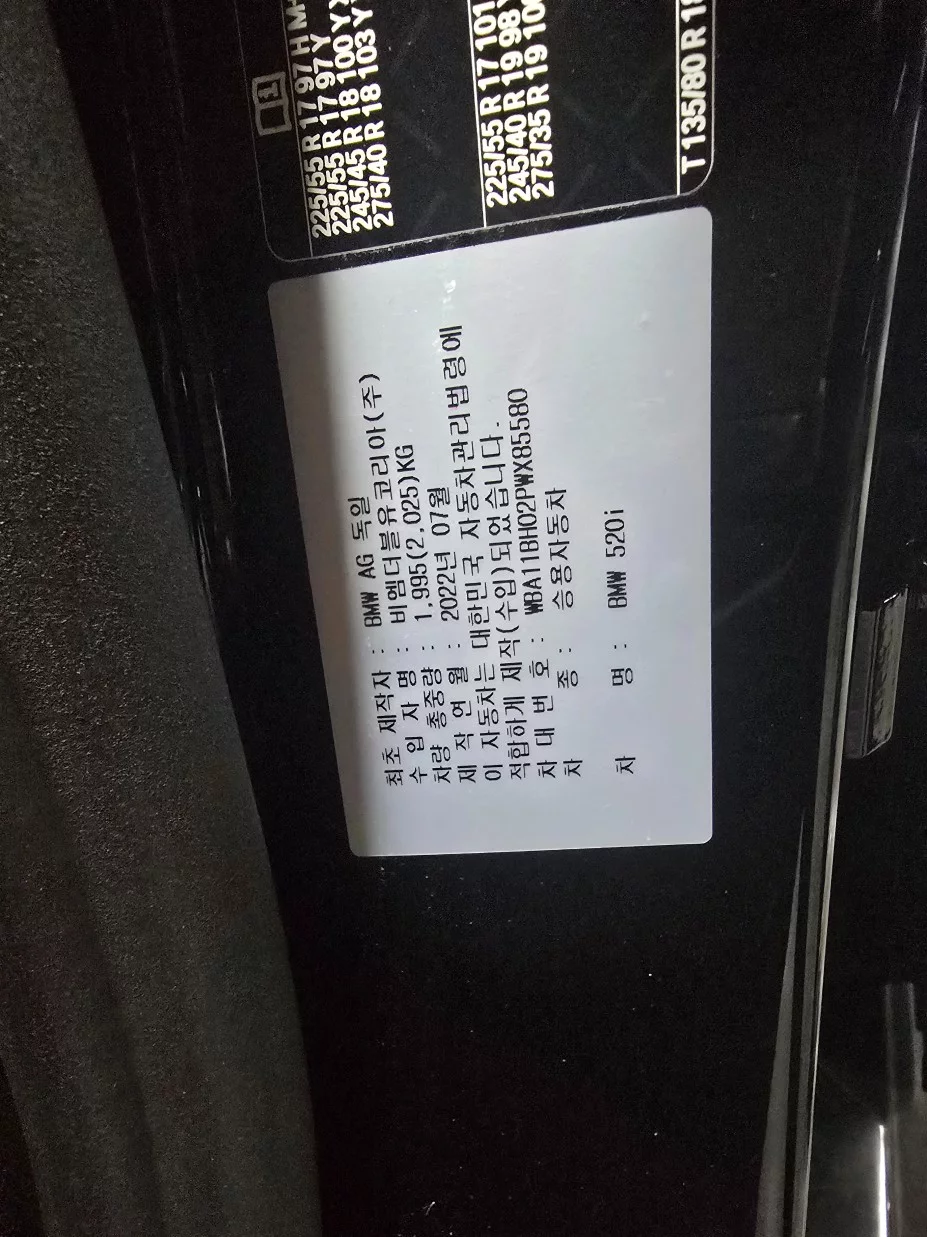 225/55 R 17 97 H M+
225/55 R 17 97 Y
245/45 R 18 100 Y
275/40 R 18 103 Y
225/55 R 17 101
245/40 R 19 98 Y
275/35 R 19 100
T 135/80 R 18
최초 제작자 : BMW AG 독일
수 입 자 명 : 비엠더블유코리아(주)
차량 총중량 : 1,995(2,025)KG
제 작 연 월 : 2022년 07월
이 자동차는 대한민국 자동차관리법령에
적합하게 제작(수입)되었습니다.
차 대 번 호 : WBA11BH02PWX85580
차 종 : 승용자동차
차 명 : BMW 520i